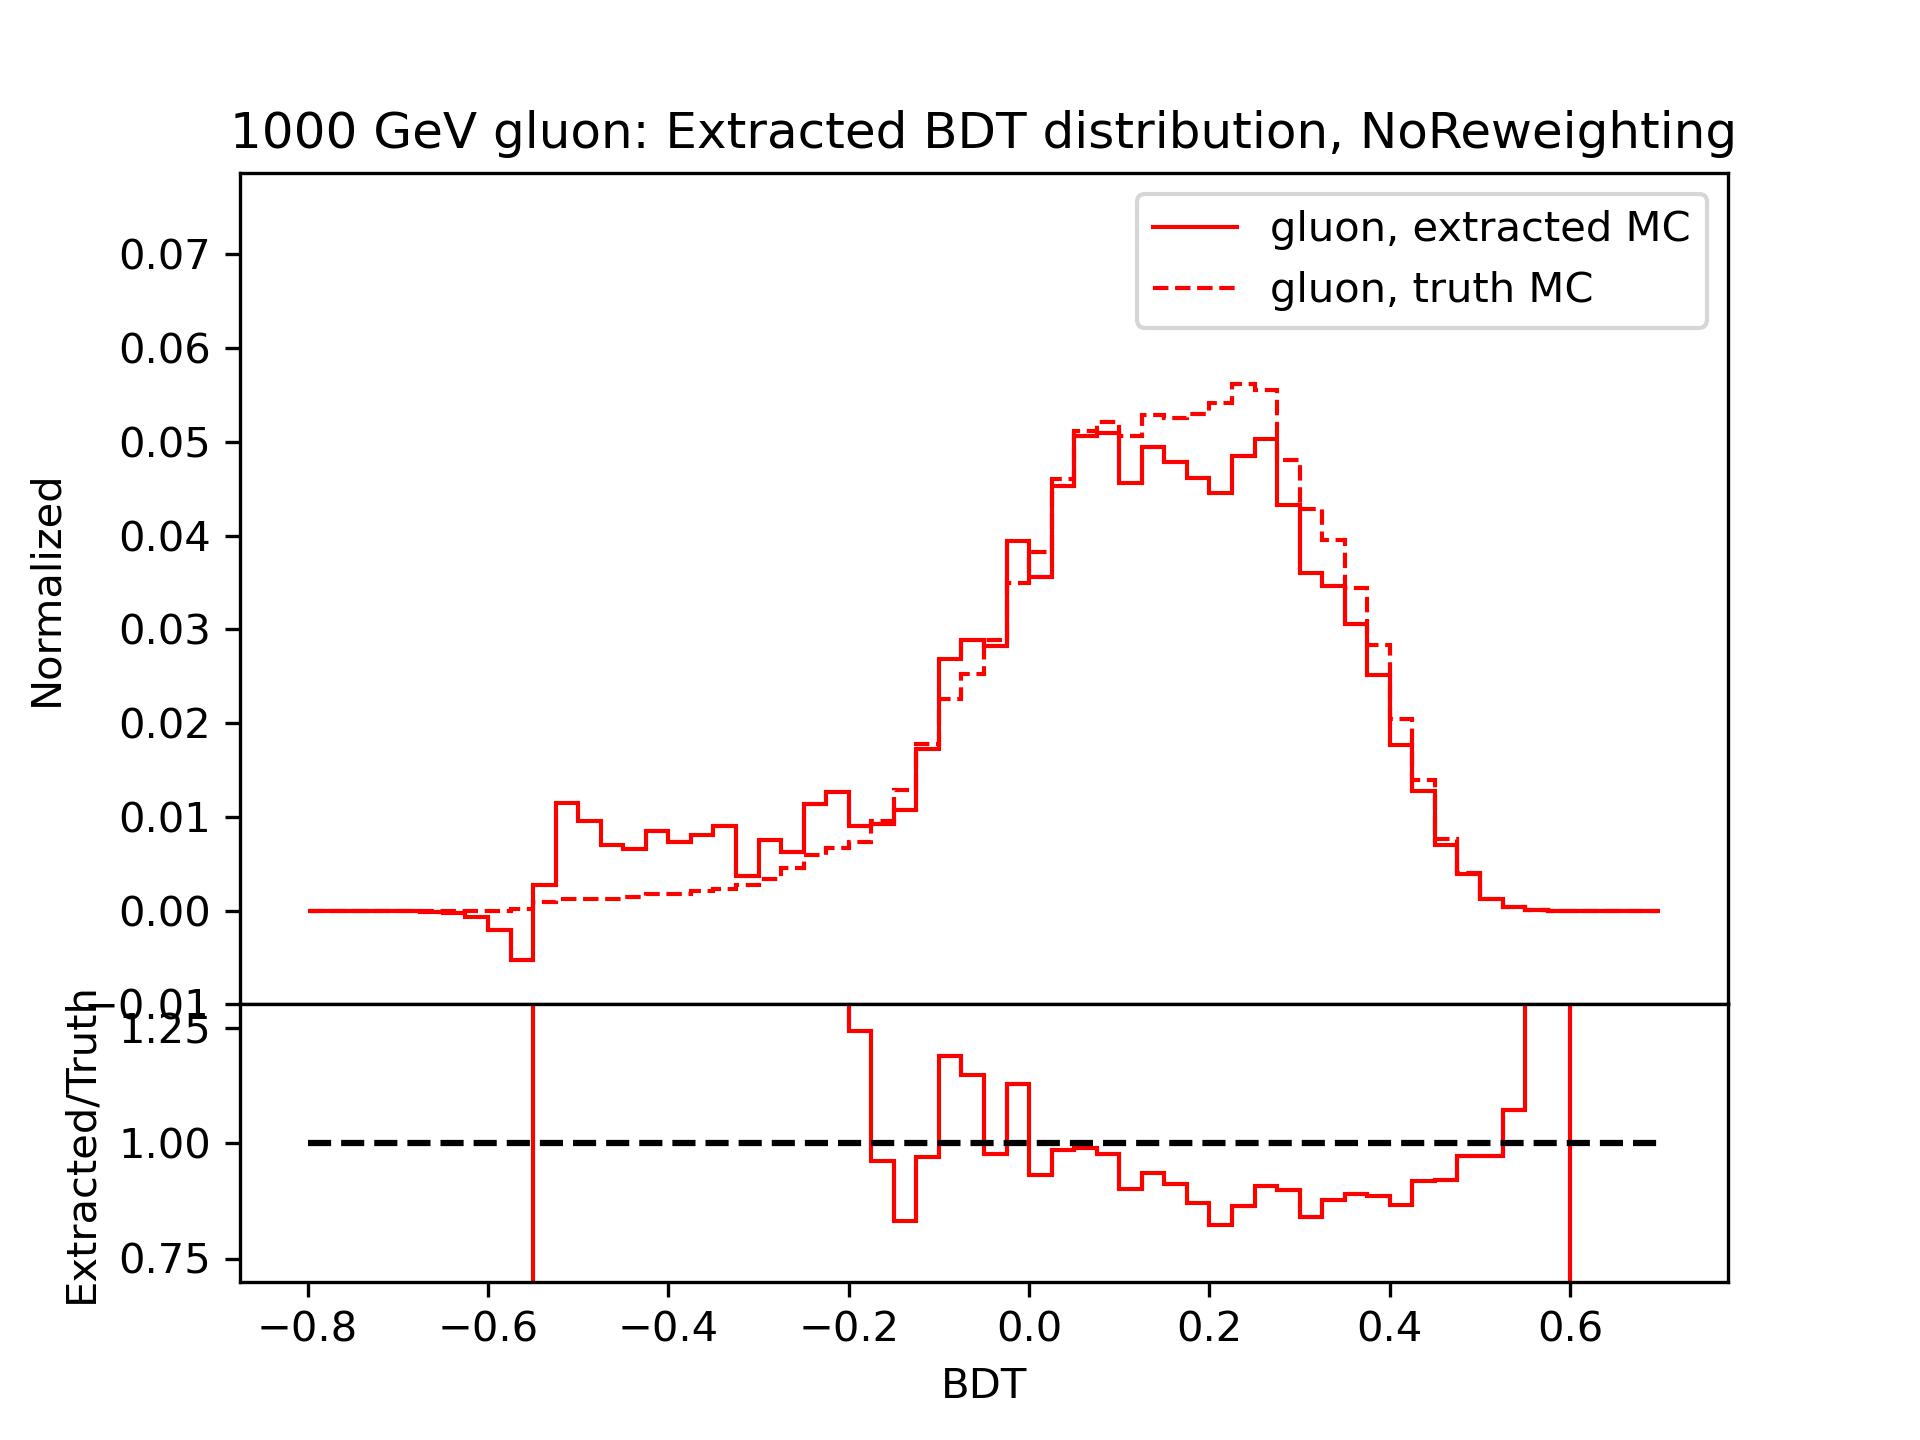 1000 GeV gluon: Extracted BDT distribution, NoReweighting
gluon, extracted MC
gluon, truth MC
Normalized
0.07
0.06
0.05
0.04
0.03
0.02
0.01
0.00
−0.01
Extracted/Truth
1.25
1.00
0.75
−0.8 −0.6 −0.4 −0.2 0.0 0.2 0.4 0.6
BDT